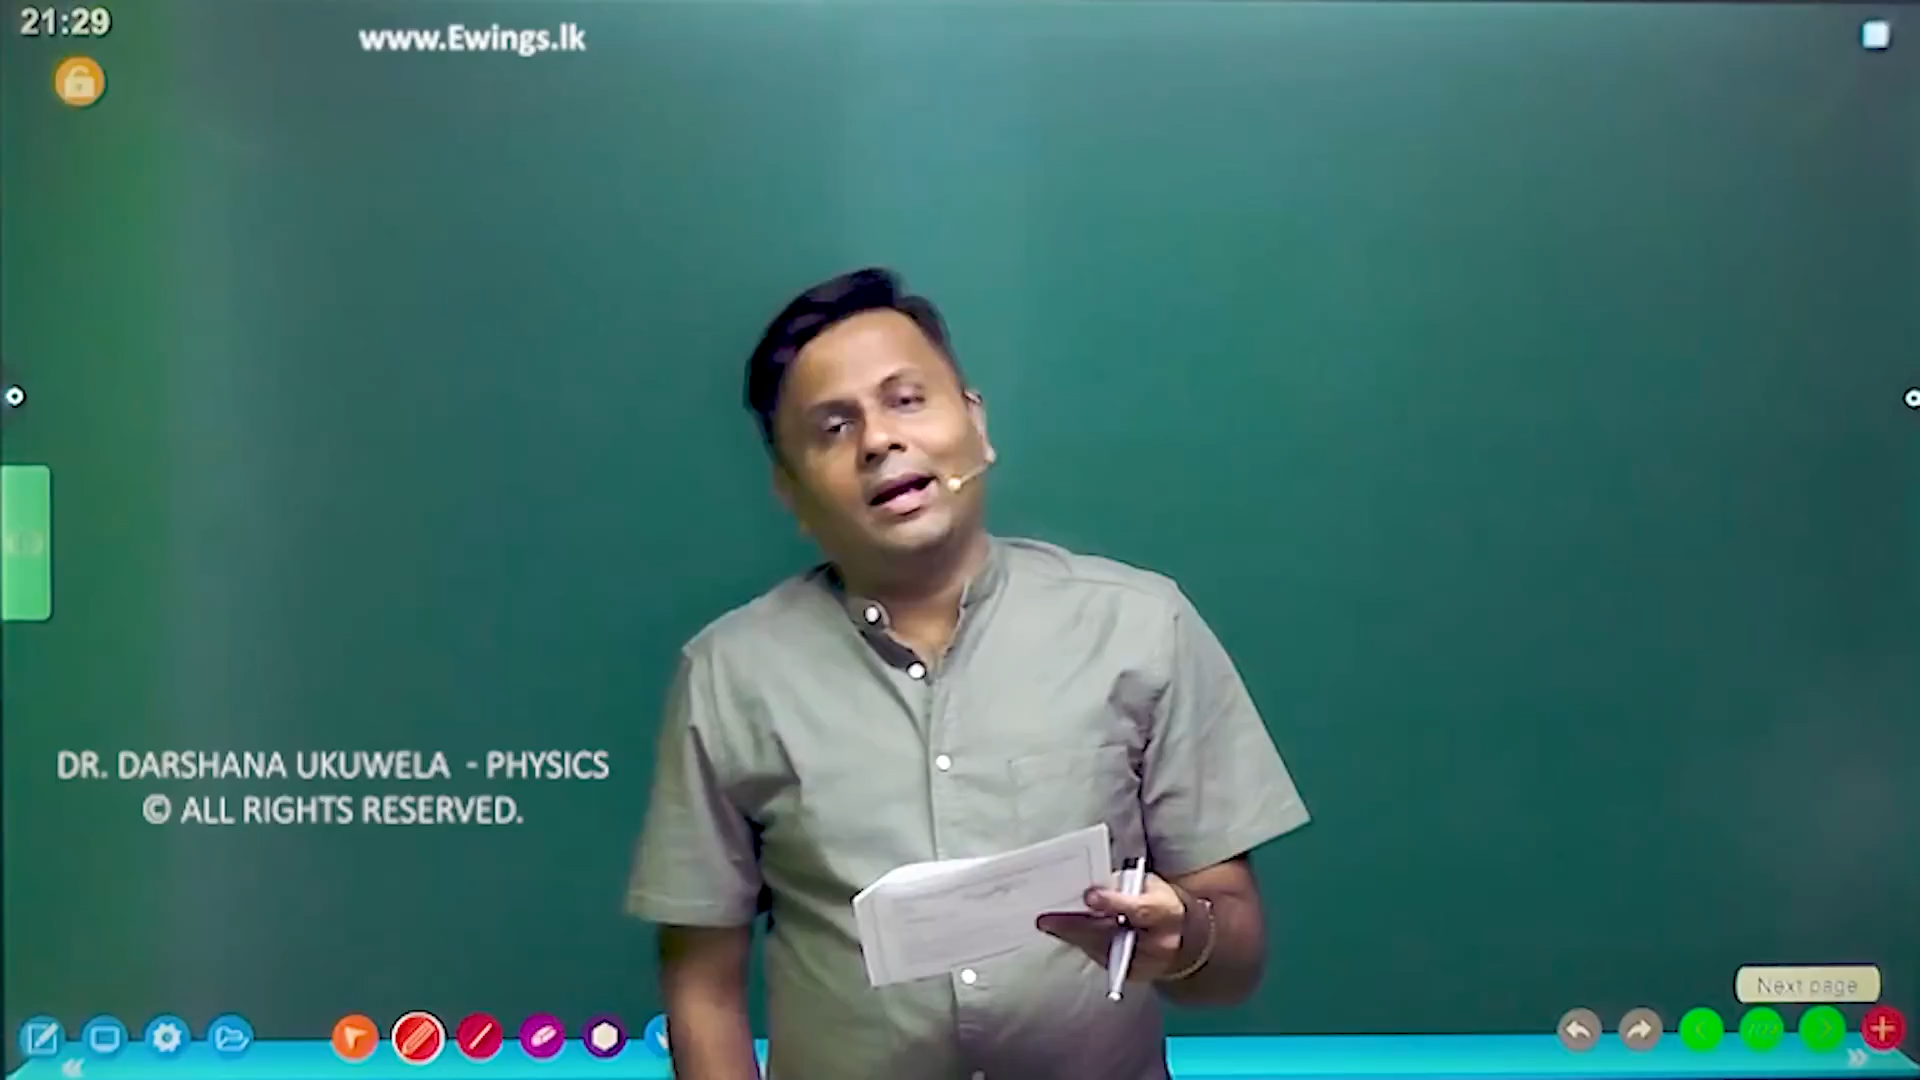 21:29
www.Ewings.lk
DR. DARSHANA UKUWELA - PHYSICS
© ALL RIGHTS RESERVED.
Next page